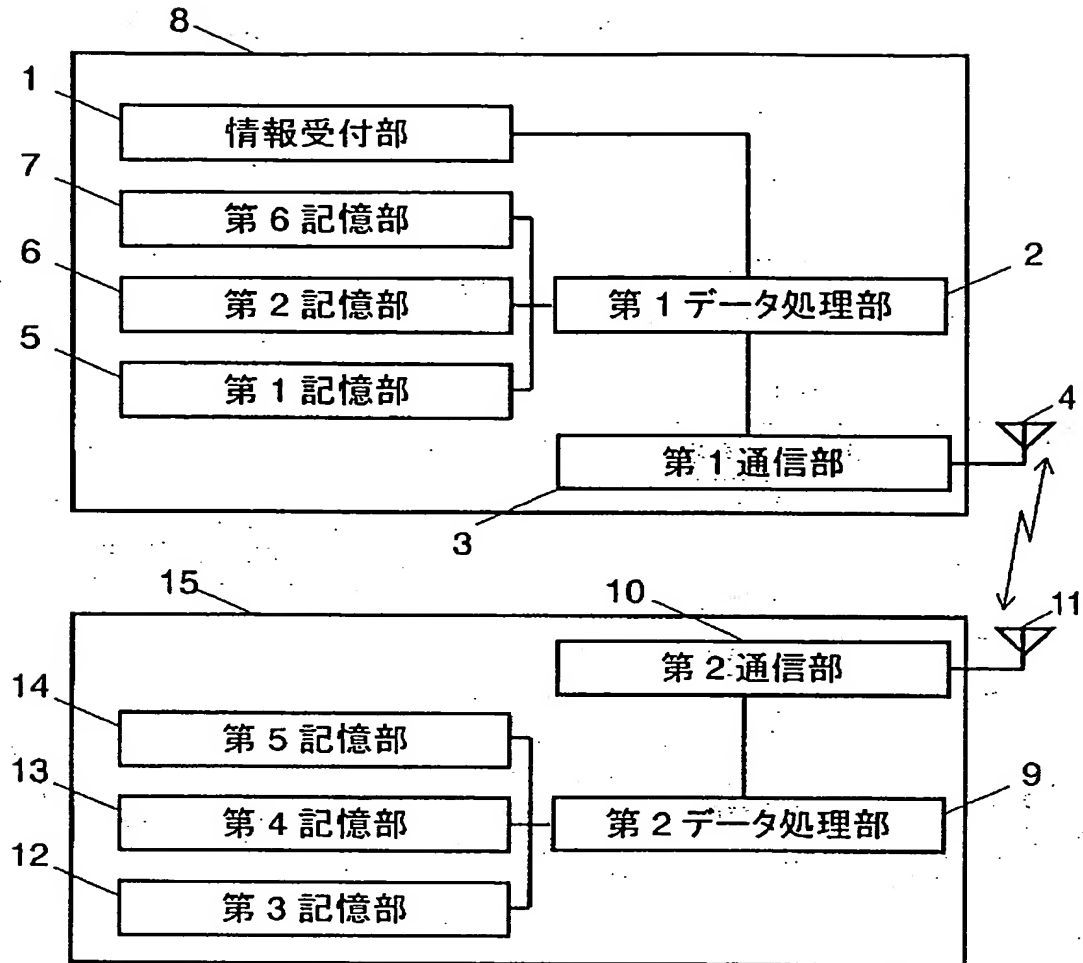 8
1
情報受付部
7
第6記憶部
6
第2記憶部
2
第1データ処理部
5
第1記憶部
4
第1通信部
3
15
10
11
第2通信部
14
第5記憶部
13
第4記憶部
9
第2データ処理部
12
第3記憶部